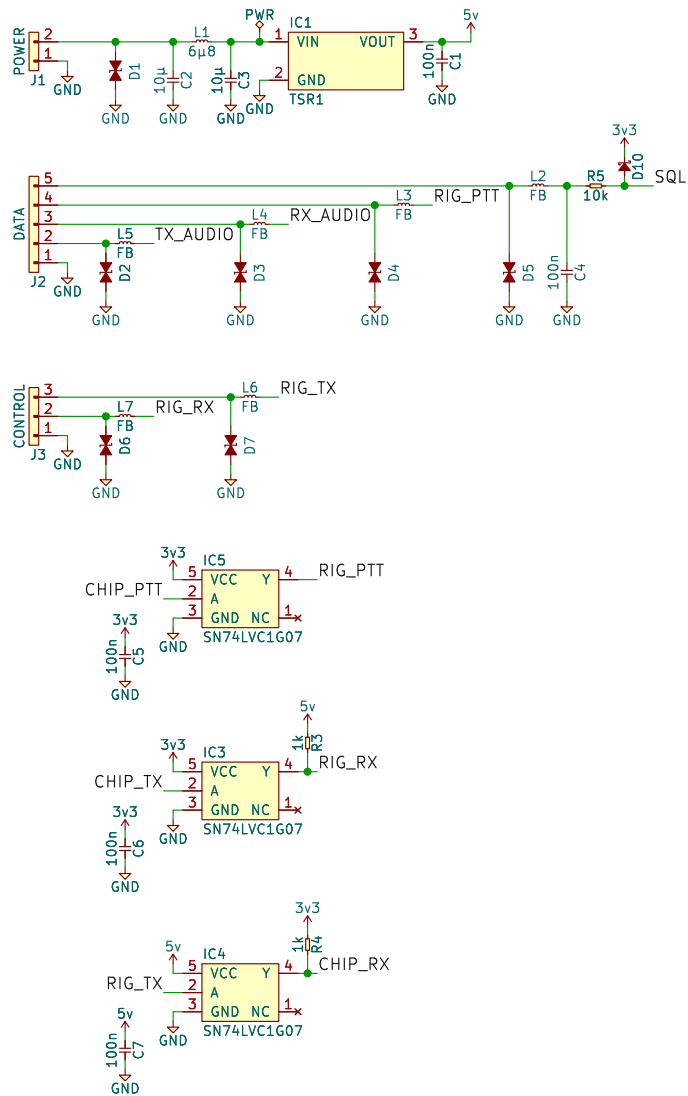 PWR
POWER
2
1
J1
GND
D1
GND
10µ
C2
GND
L1
6µ8
10µ
C3
GND
IC1
1
VIN
VOUT
3
2
GND
TSR1
GND
5v
100n
C1
GND
DATA
5
4
3
2
1
J2
GND
L5
FB
TX_AUDIO
D2
GND
L4
FB
RX_AUDIO
D3
GND
L3
FB
RIG_PTT
D4
GND
L2
FB
D5
GND
100n
C4
GND
R5
10k
3v3
D10
SQL
CONTROL
3
2
1
J3
GND
L7
FB
RIG_RX
D6
GND
L6
FB
RIG_TX
D7
GND
3v3
IC5
5
VCC
Y
4
RIG_PTT
CHIP_PTT
2
A
3
GND
NC
1
SN74LVC1G07
GND
3v3
100n
C5
GND
5v
1k
R3
3v3
IC3
5
VCC
Y
4
RIG_RX
CHIP_TX
2
A
3
GND
NC
1
SN74LVC1G07
GND
3v3
100n
C6
GND
3v3
1k
R4
5v
IC4
5
VCC
Y
4
CHIP_RX
RIG_TX
2
A
3
GND
NC
1
SN74LVC1G07
GND
5v
100n
C7
GND